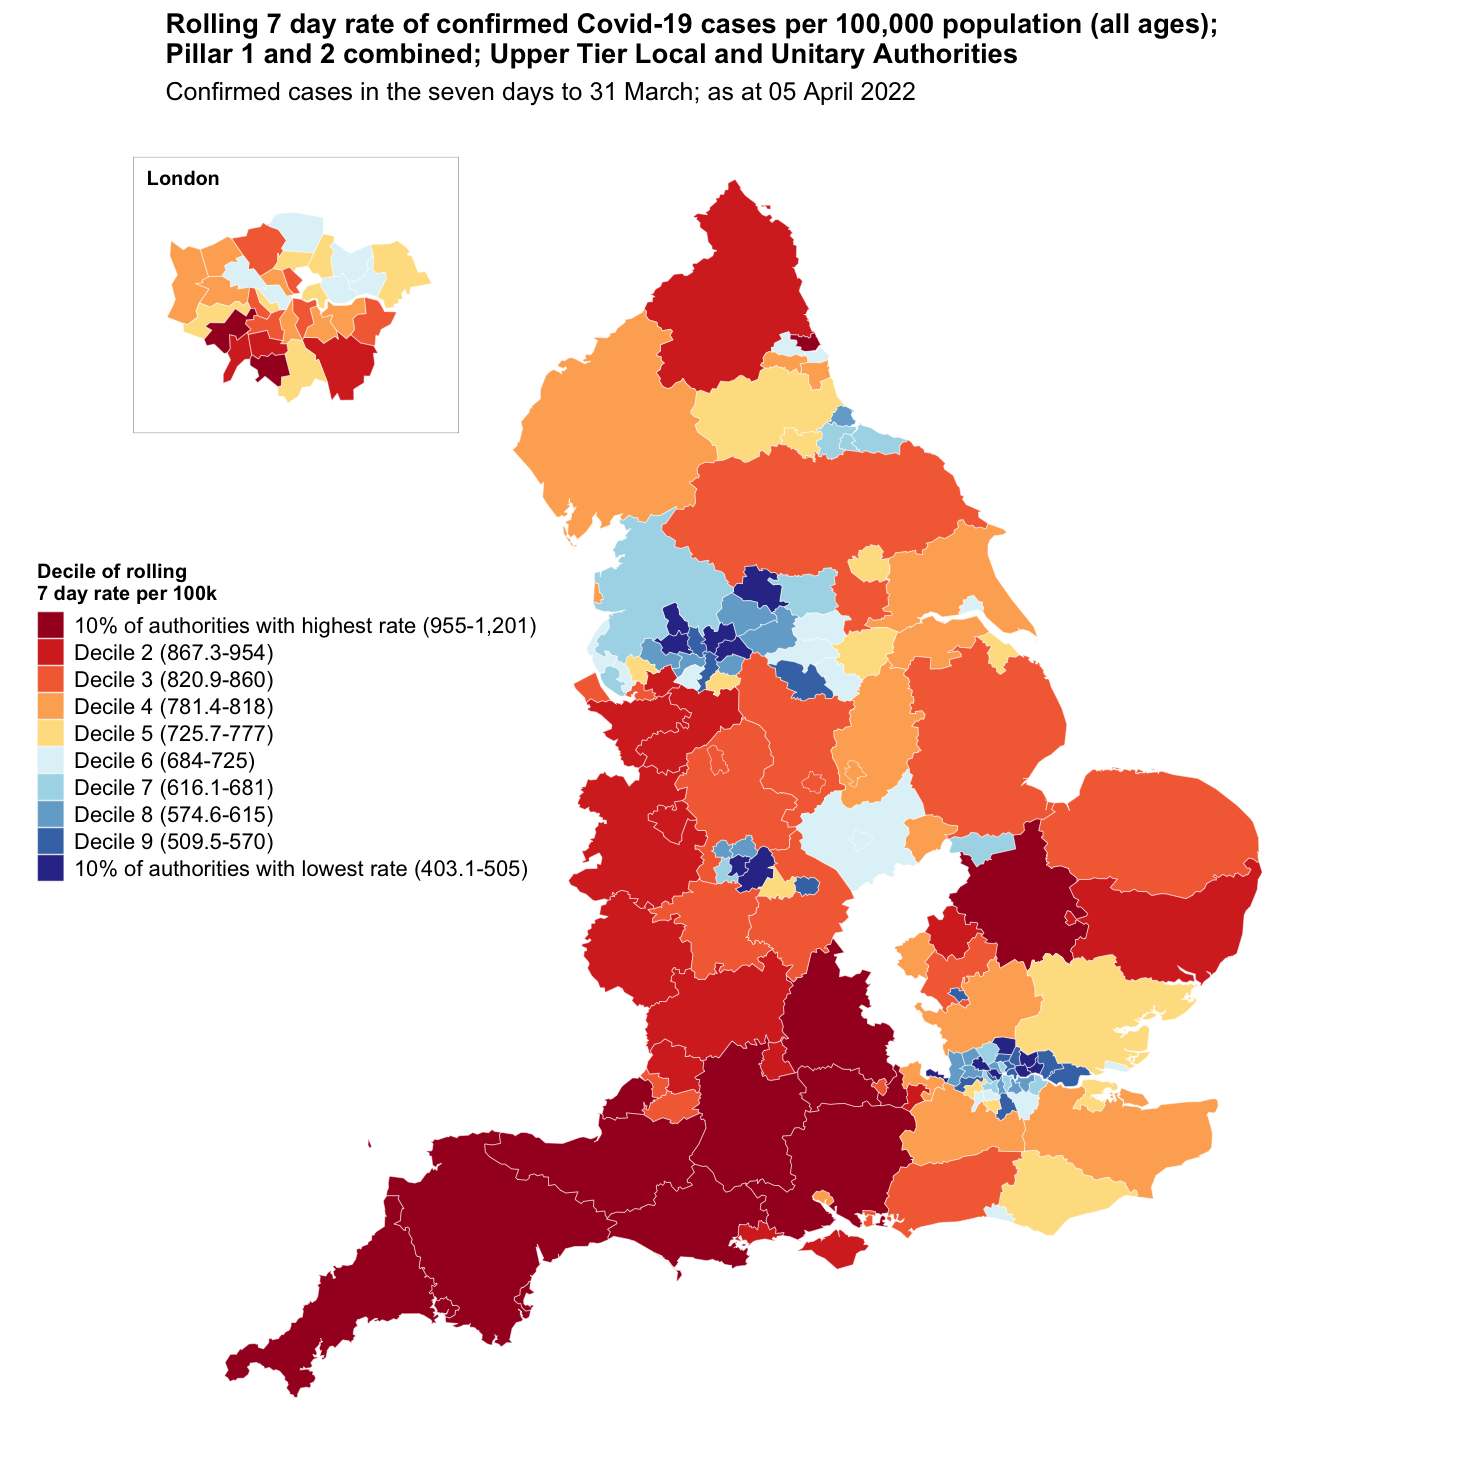 Rolling 7 day rate of confirmed Covid-19 cases per 100,000 population (all ages);
Pillar 1 and 2 combined; Upper Tier Local and Unitary Authorities
Confirmed cases in the seven days to 31 March; as at 05 April 2022
London
Decile of rolling
7 day rate per 100k
10% of authorities with highest rate (955-1,201)
Decile 2 (867.3-954)
Decile 3 (820.9-860)
Decile 4 (781.4-818)
Decile 5 (725.7-777)
Decile 6 (684-725)
Decile 7 (616.1-681)
Decile 8 (574.6-615)
Decile 9 (509.5-570)
10% of authorities with lowest rate (403.1-505)